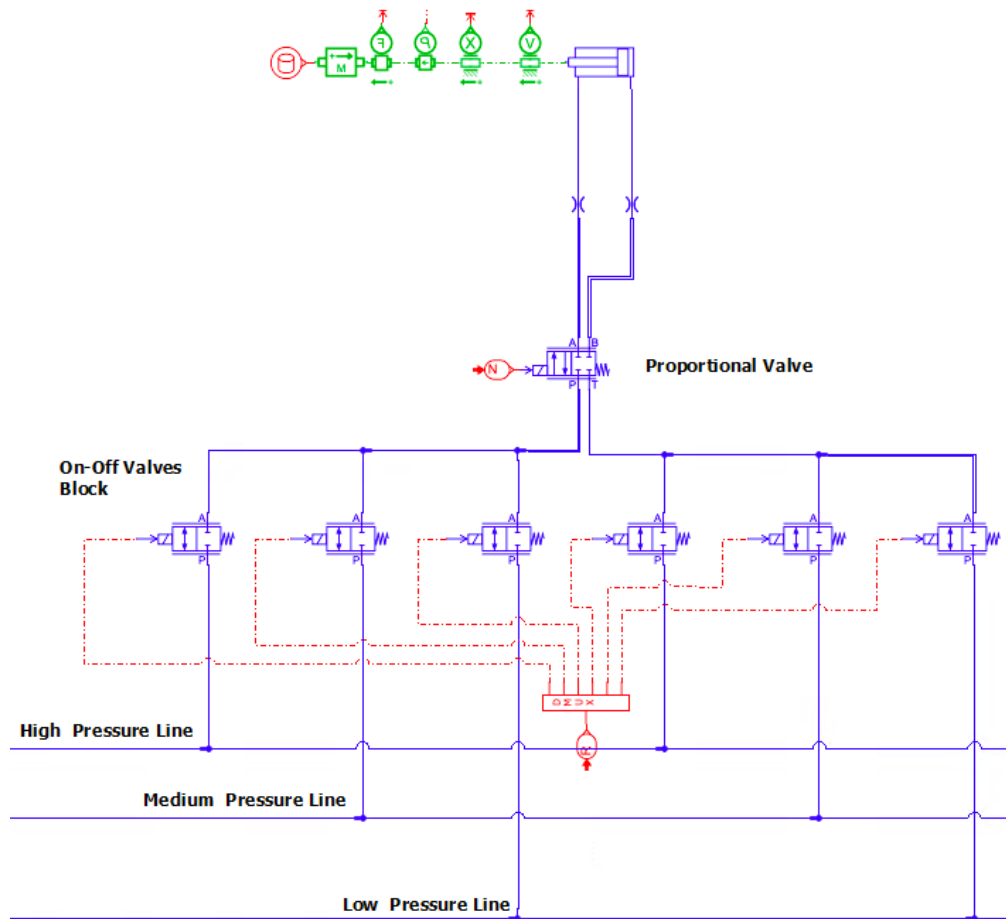 F P X V
M
A B
N
Proportional Valve
P T
On-Off Valves
Block
A A A A A A
P P P P P P
D M U X
High Pressure Line
Medium Pressure Line
Low Pressure Line